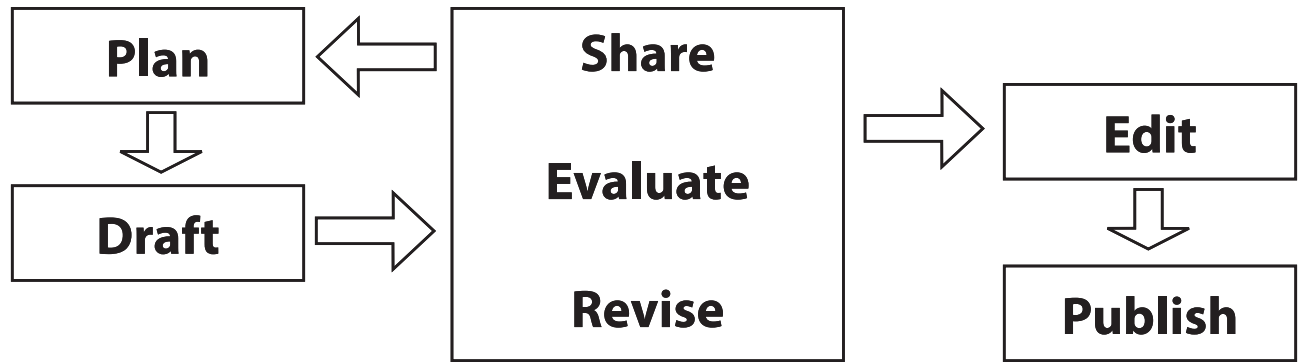 Plan
Draft
Share
Evaluate
Revise
Edit
Publish